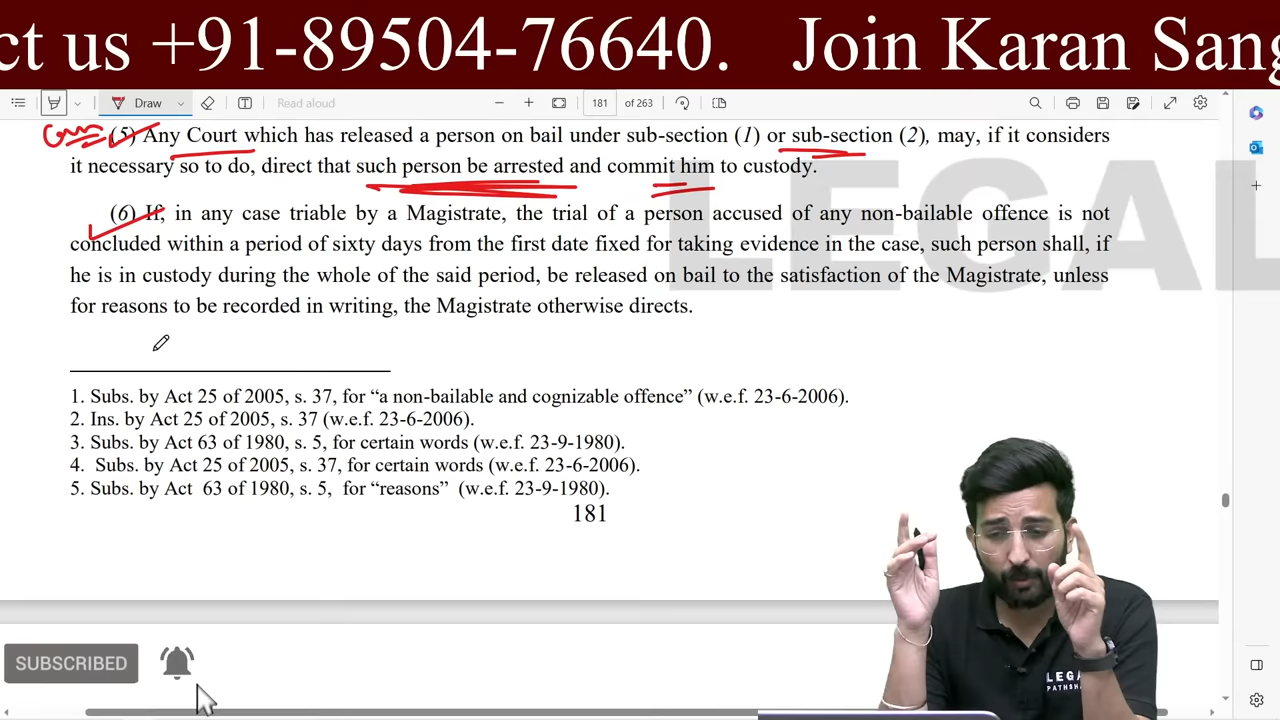 ct us +91-89504-76640. Join Karan Sang
Draw
Read aloud
181 of 263
(5) Any Court which has released a person on bail under sub-section (1) or sub-section (2), may, if it considers
it necessary so to do, direct that such person be arrested and commit him to custody.
(6) If, in any case triable by a Magistrate, the trial of a person accused of any non-bailable offence is not
concluded within a period of sixty days from the first date fixed for taking evidence in the case, such person shall, if
he is in custody during the whole of the said period, be released on bail to the satisfaction of the Magistrate, unless
for reasons to be recorded in writing, the Magistrate otherwise directs.
LEGAL
1. Subs. by Act 25 of 2005, s. 37, for “a non-bailable and cognizable offence” (w.e.f. 23-6-2006).
2. Ins. by Act 25 of 2005, s. 37 (w.e.f. 23-6-2006).
3. Subs. by Act 63 of 1980, s. 5, for certain words (w.e.f. 23-9-1980).
4. Subs. by Act 25 of 2005, s. 37, for certain words (w.e.f. 23-6-2006).
5. Subs. by Act 63 of 1980, s. 5, for “reasons” (w.e.f. 23-9-1980).
181
SUBSCRIBED
LEGA
PATHSH